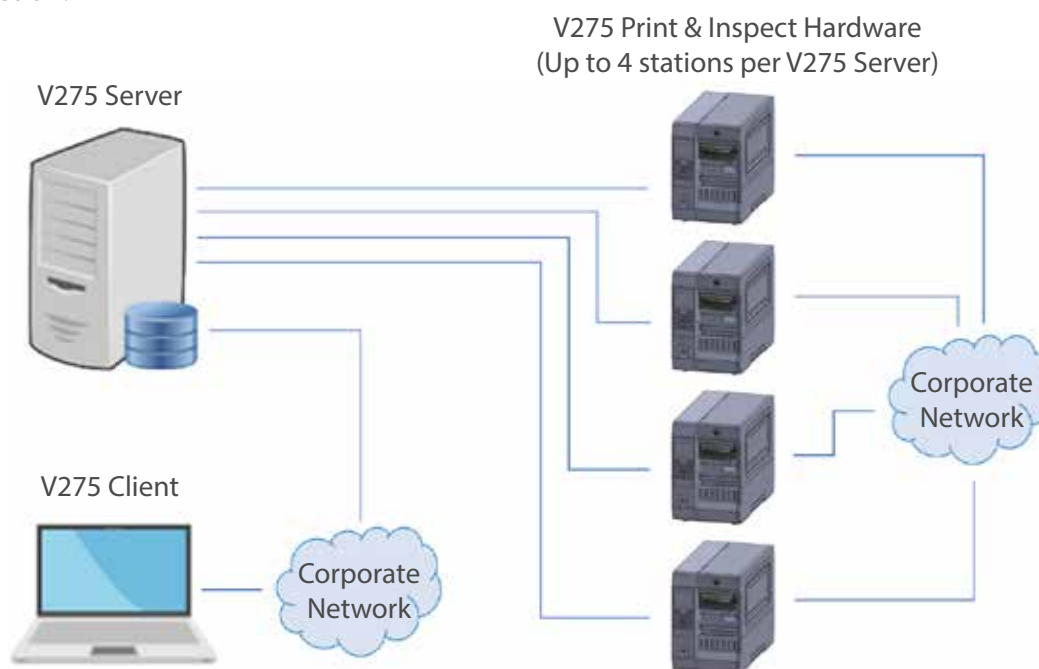 V275 Print & Inspect Hardware
(Up to 4 stations per V275 Server)
V275 Server
Corporate
Network
V275 Client
Corporate
Network